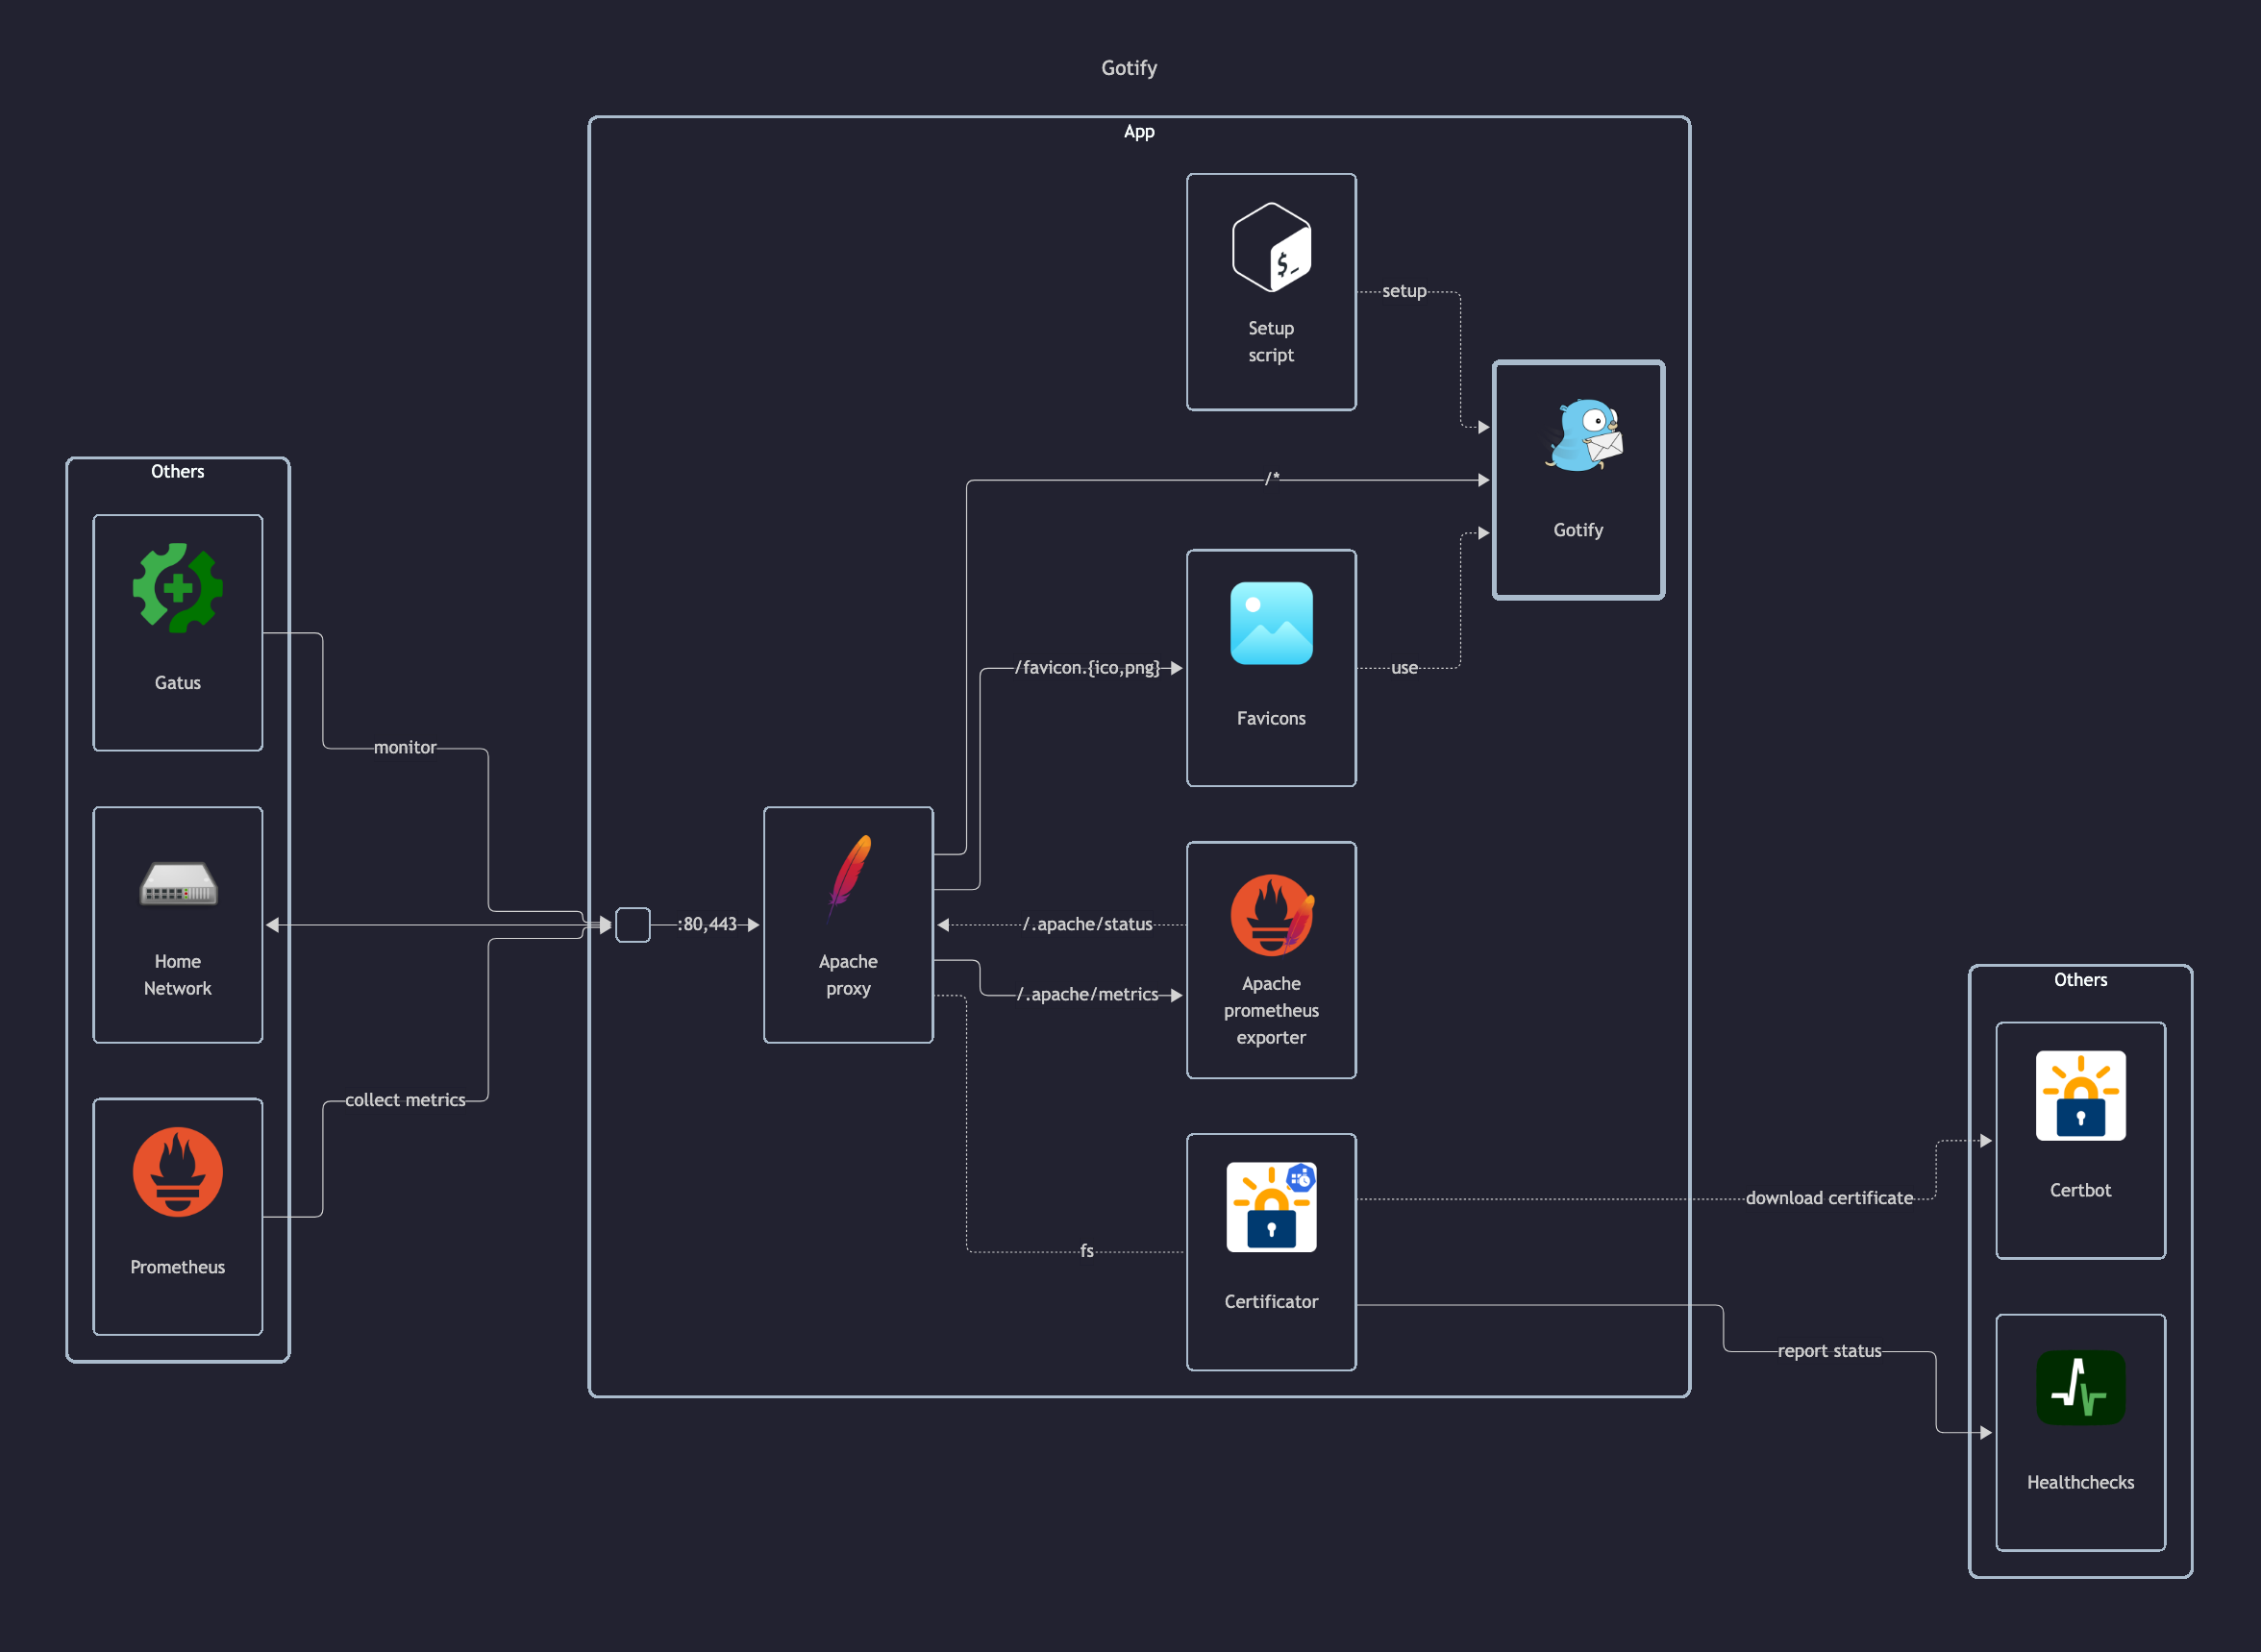 Gotify
App
$_
Setup
script
setup
Gotify
/*
Others
Gatus
monitor
/favicon.{ico,png}
Favicons
use
Home
Network
:80,443
Apache
proxy
/.apache/status
/.apache/metrics
Apache
prometheus
exporter
Prometheus
collect metrics
fs
Certificator
download certificate
report status
Others
Certbot
Healthchecks